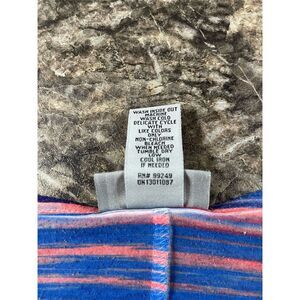 WASH INSIDE OUT
MACHINE
WASH COLD
DELICATE CYCLE
WITH
LIKE COLORS
ONLY
NON-CHLORINE
BLEACH
WHEN NEEDED
TUMBLE DRY
LOW
COOL IRON
IF NEEDED
RN# 99249
DN13011087